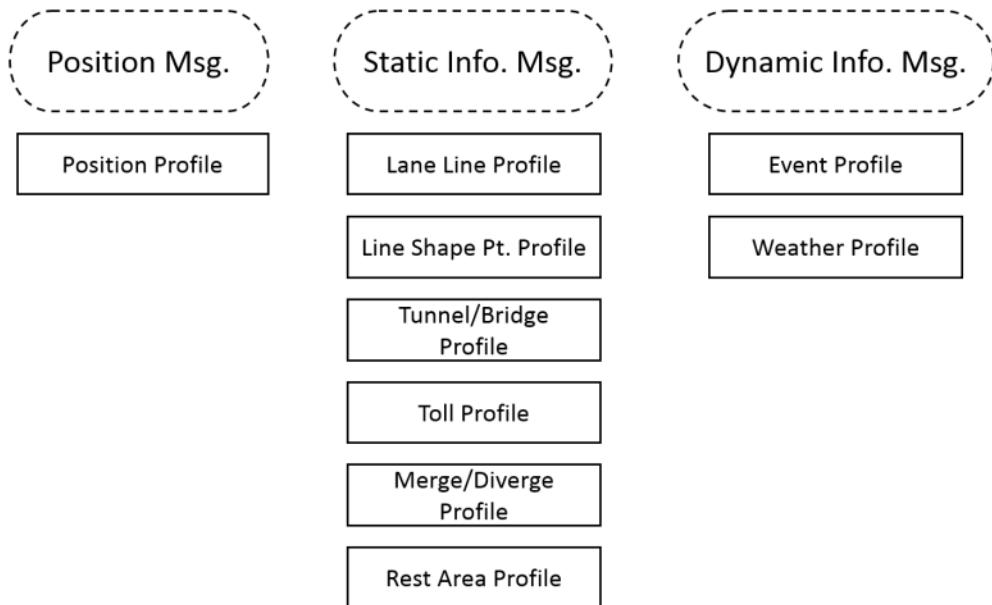 Position Msg.
Static Info. Msg.
Dynamic Info. Msg.
Position Profile
Lane Line Profile
Event Profile
Line Shape Pt. Profile
Weather Profile
Tunnel/Bridge
Profile
Toll Profile
Merge/Diverge
Profile
Rest Area Profile